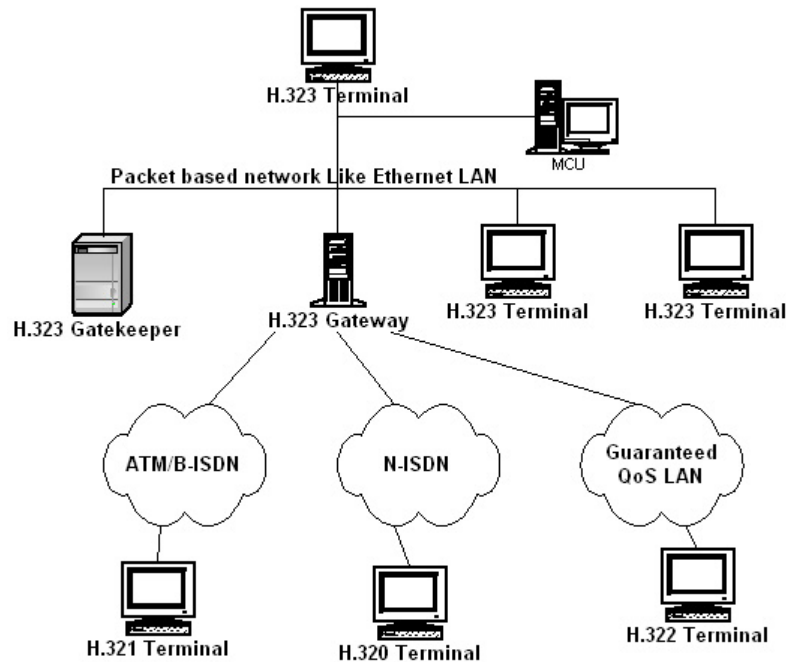 H.323 Terminal
MCU
Packet based network Like Ethernet LAN
H.323 Gatekeeper
H.323 Gateway
H.323 Terminal
H.323 Terminal
ATM/B-ISDN
N-ISDN
Guaranteed
QoS LAN
H.321 Terminal
H.320 Terminal
H.322 Terminal